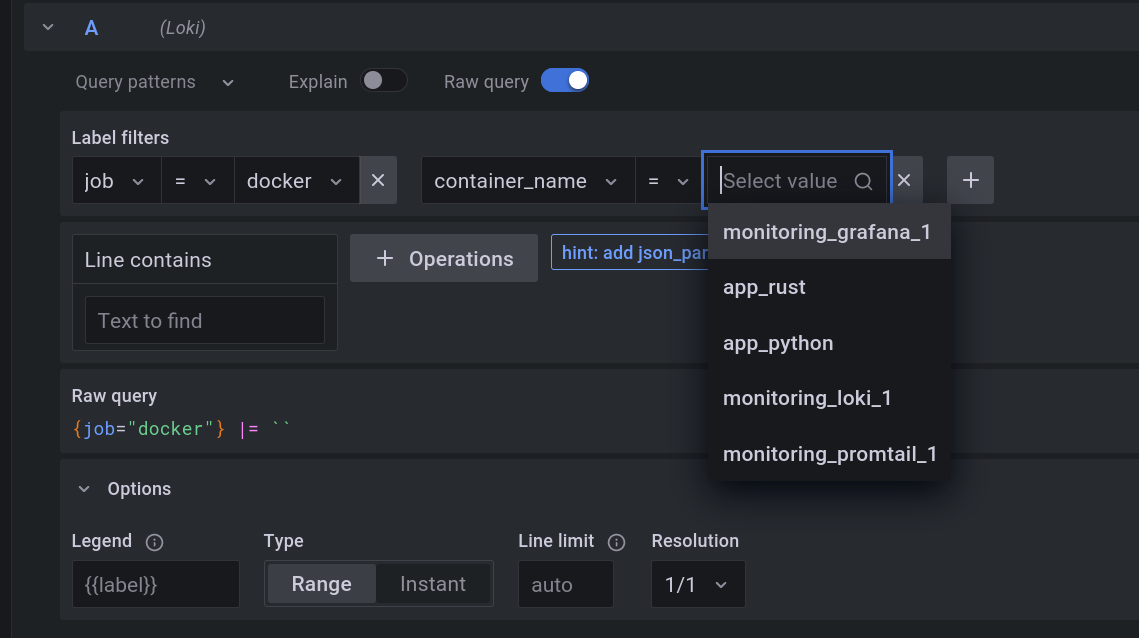 A (Loki)
Query patterns Explain Raw query
Label filters
job = docker container_name = Select value
monitoring_grafana_1
app_rust
app_python
monitoring_loki_1
monitoring_promtail_1
Line contains + Operations hint: add json_par
Text to find
Raw query
{job="docker"} |= ``
Options
Legend Type Line limit Resolution
{{label}} Range Instant auto 1/1